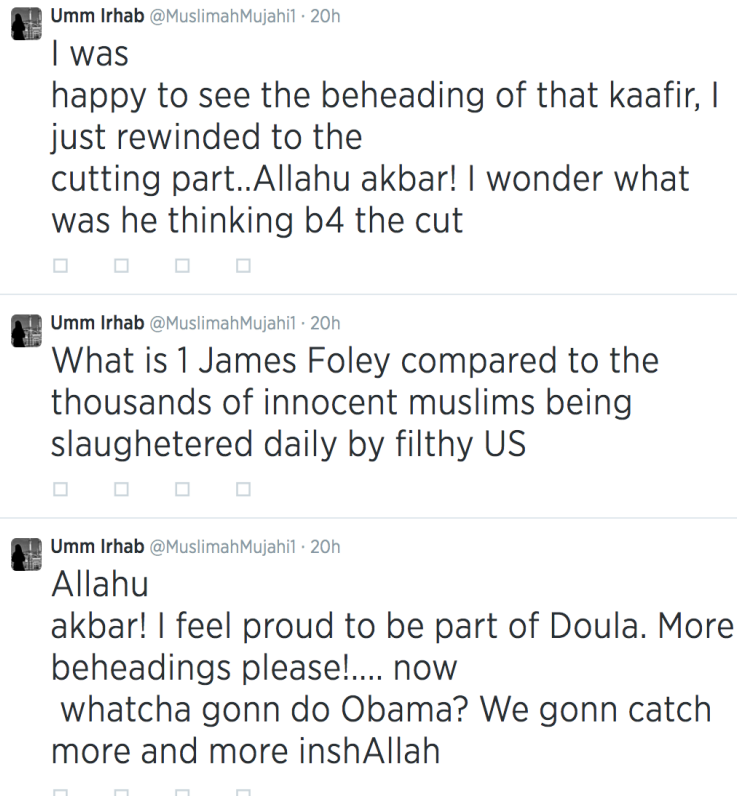 Umm Irhab @MuslimahMujahi1 · 20h
I was
happy to see the beheading of that kaafir, I
just rewinded to the
cutting part..Allahu akbar! I wonder what
was he thinking b4 the cut
Umm Irhab @MuslimahMujahi1 · 20h
What is 1 James Foley compared to the
thousands of innocent muslims being
slaughetered daily by filthy US
Umm Irhab @MuslimahMujahi1 · 20h
Allahu
akbar! I feel proud to be part of Doula. More
beheadings please!.... now
whatcha gonn do Obama? We gonn catch
more and more inshAllah